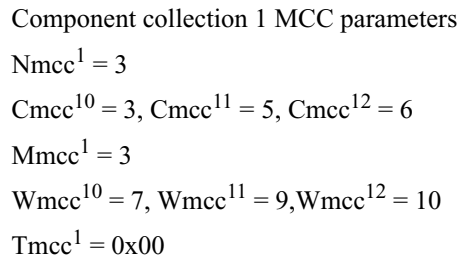 Component collection 1 MCC parameters
Nmcc¹ = 3
Cmcc¹⁰ = 3, Cmcc¹¹ = 5, Cmcc¹² = 6
Mmcc¹ = 3
Wmcc¹⁰ = 7, Wmcc¹¹ = 9,Wmcc¹² = 10
Tmcc¹ = 0x00